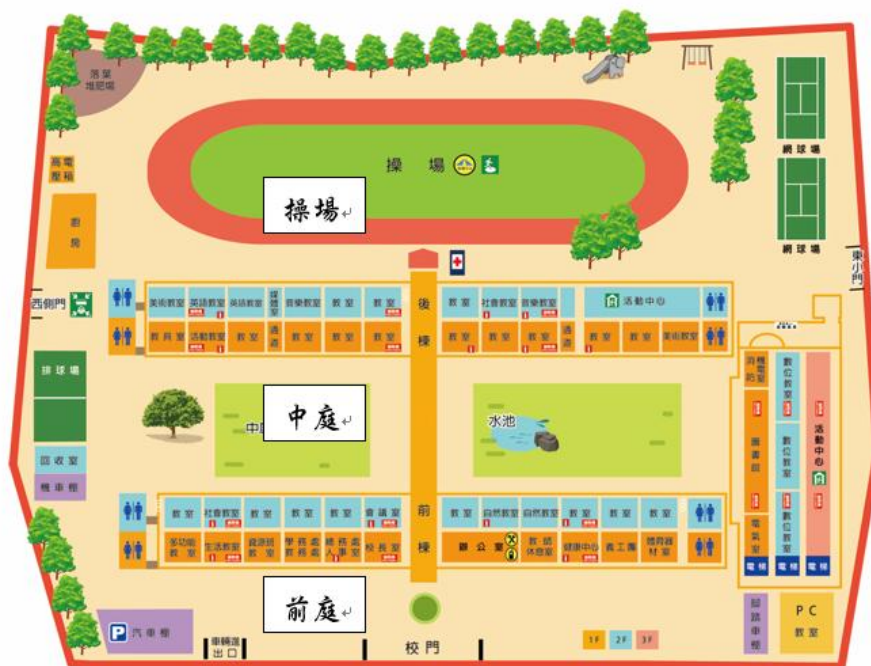 落葉
堆肥場
高電
壓箱
廚房
操場
操場
網球場
網球場
東小門
西側門
美術教室 英語教室 英語教室 媒體室 音樂教室 教室 教室
後棟
教室 社會教室 音樂教室 活動中心
教具室 活動教室 教室 通道 教室 教室 教室
教室 教室 教室 通道 教室 教室 美術教室
排球場
回收室
機車棚
中庭
水池
消防
機電室
圖書館
電氣室
電梯
數位教室
數位教室
數位教室
電梯
活動中心
電梯
教室 社會教室 教室 教室 教室 會議室
前棟
教室 自然教室 自然教室 教室 教室 教室
多功能
教室
生活教室
資源班
教室
學務處
教務處
總務處
人事室
校長室
辦公室
休息室
健康中心
義工團
體育器
材室
前庭
P 汽車棚
車輛進
出口
校門
1F 2F 3F
腳踏車棚
PC
教室